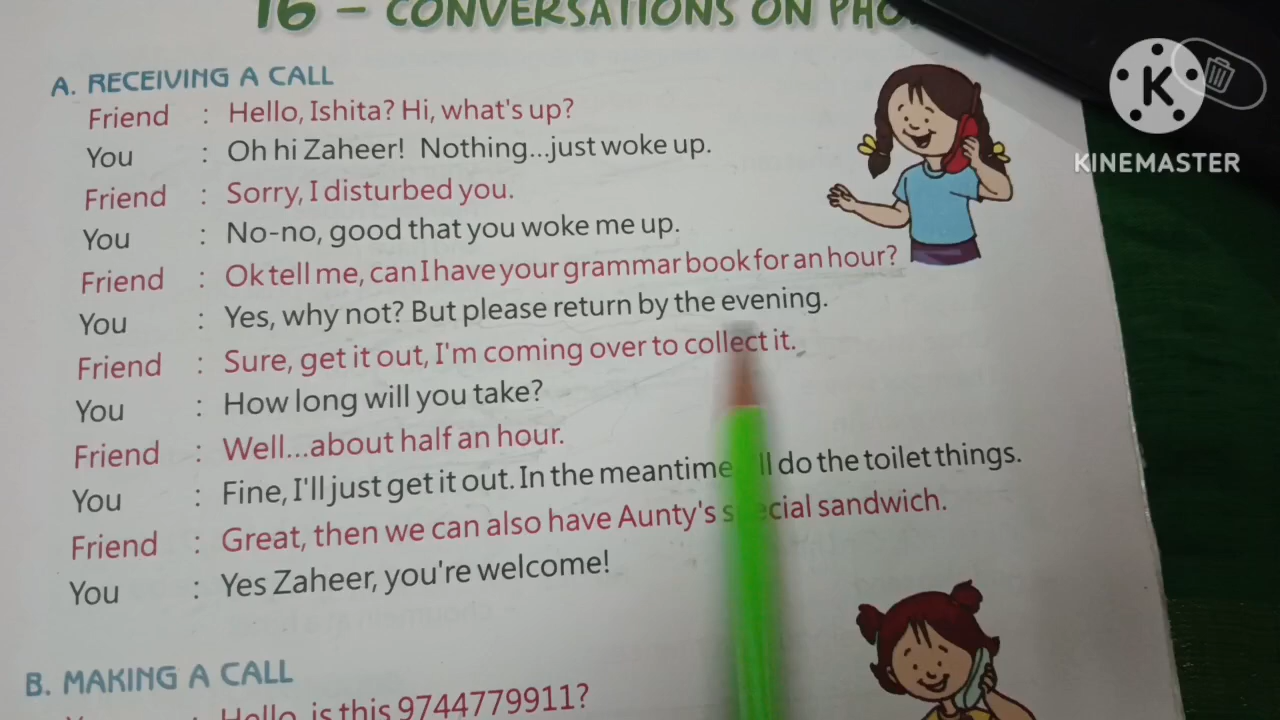 16 - CONVERSATIONS ON
A. RECEIVING A CALL
Friend : Hello, Ishita? Hi, what's up?
You : Oh hi Zaheer! Nothing...just woke up.
Friend : Sorry, I disturbed you.
You : No-no, good that you woke me up.
Friend : Ok tell me, can I have your grammar book for an hour?
You : Yes, why not? But please return by the evening.
Friend : Sure, get it out, I'm coming over to collect it.
You : How long will you take?
Friend : Well...about half an hour.
You : Fine, I'll just get it out. In the meantime I'll do the toilet things.
Friend : Great, then we can also have Aunty's special sandwich.
You : Yes Zaheer, you're welcome!
B. MAKING A CALL
Hello, is this 9744779911?
K
KINEMASTER